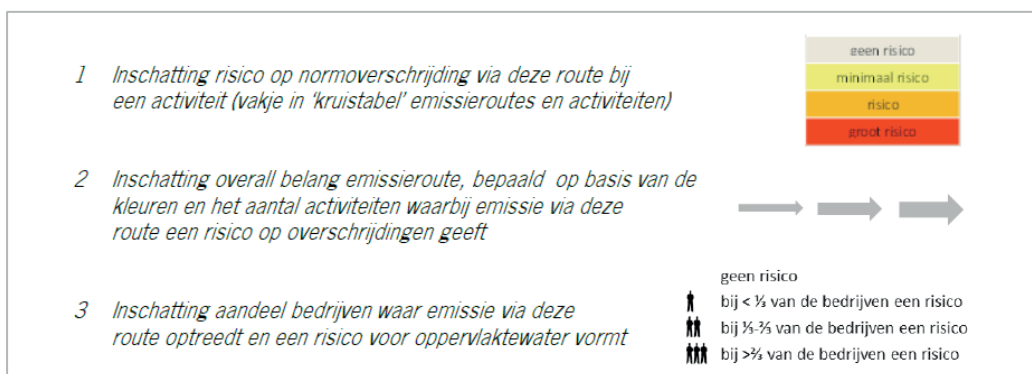 1 Inschatting risico op normoverschrijding via deze route bij
een activiteit (vakje in ‘kruistabel’ emissieroutes en activiteiten)
geen risico
minimaal risico
risico
groot risico
2 Inschatting overall belang emissieroute, bepaald op basis van de
kleuren en het aantal activiteiten waarbij emissie via deze
route een risico op overschrijdingen geeft
3 Inschatting aandeel bedrijven waar emissie via deze
route optreedt en een risico voor oppervlaktewater vormt
geen risico
bij < ⅓ van de bedrijven een risico
bij ⅓-⅔ van de bedrijven een risico
bij >⅔ van de bedrijven een risico